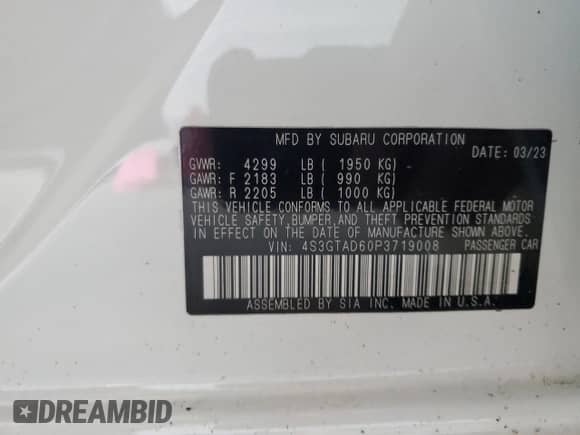 MFD BY SUBARU CORPORATION
GVWR: 4299 LB ( 1950 KG) DATE: 03/23
GAWR: F 2183 LB ( 990 KG)
GAWR: R 2205 LB ( 1000 KG)
THIS VEHICLE CONFORMS TO ALL APPLICABLE FEDERAL MOTOR
VEHICLE SAFETY, BUMPER, AND THEFT PREVENTION STANDARDS
IN EFFECT ON THE DATE OF MANUFACTURE SHOWN ABOVE.
VIN: 4S3GTAD60P3719008 PASSENGER CAR
ASSEMBLED BY SIA INC. MADE IN U.S.A.
DREAMBID